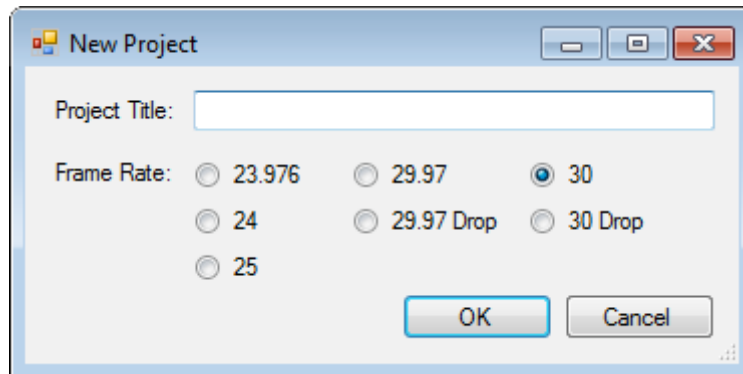 New Project
Project Title:
Frame Rate: 23.976 29.97 30
24 29.97 Drop 30 Drop
25
OK Cancel